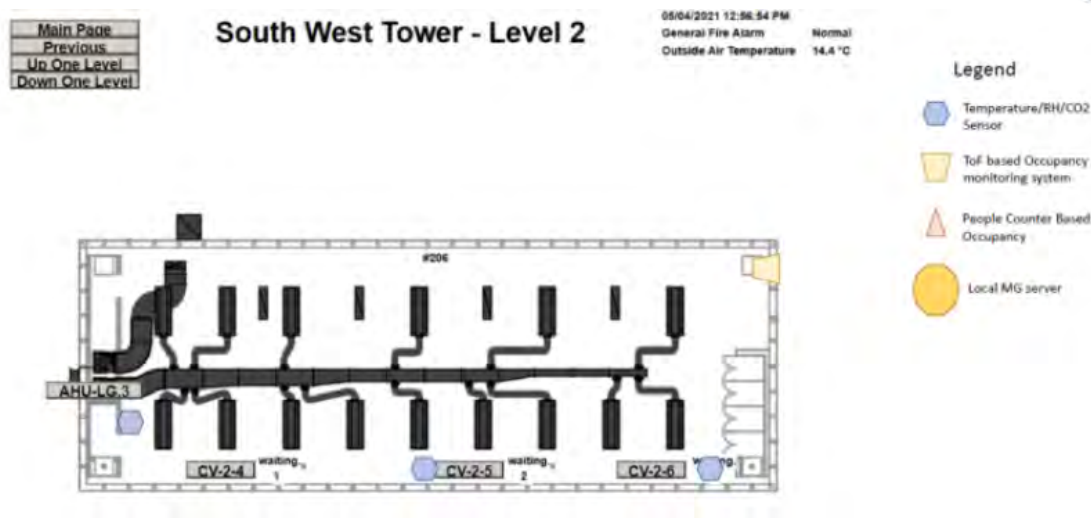 Main Page
Previous
Up One Level
Down One Level
South West Tower - Level 2
05/04/2021 12:56:54 PM
General Fire Alarm Normal
Outside Air Temperature 14.4 °C
Legend
Temperature/RH/CO2
Sensor
ToF based Occupancy
monitoring system
People Counter Based
Occupancy
Local MG server
#206
AHU-LG.3
CV-2-4
waiting
1
CV-2-5
waiting
2
CV-2-6